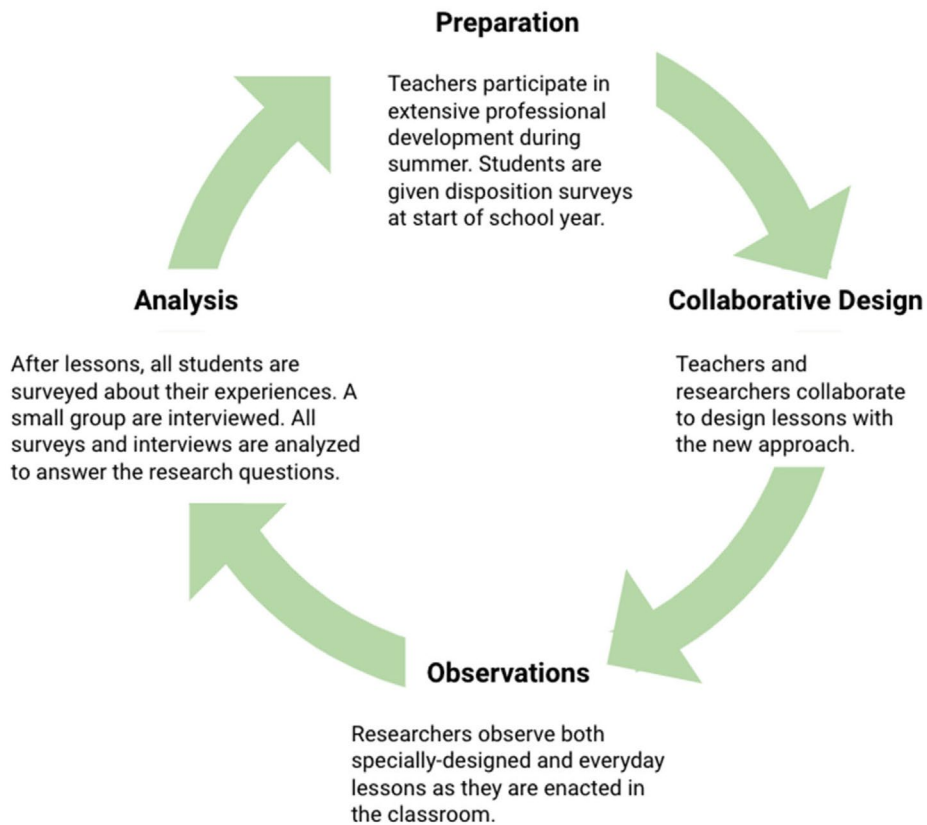 Preparation
Teachers participate in
extensive professional
development during
summer. Students are
given disposition surveys
at start of school year.
Collaborative Design
Teachers and
researchers collaborate
to design lessons with
the new approach.
Observations
Researchers observe both
specially-designed and everyday
lessons as they are enacted in
the classroom.
Analysis
After lessons, all students are
surveyed about their experiences. A
small group are interviewed. All
surveys and interviews are analyzed
to answer the research questions.